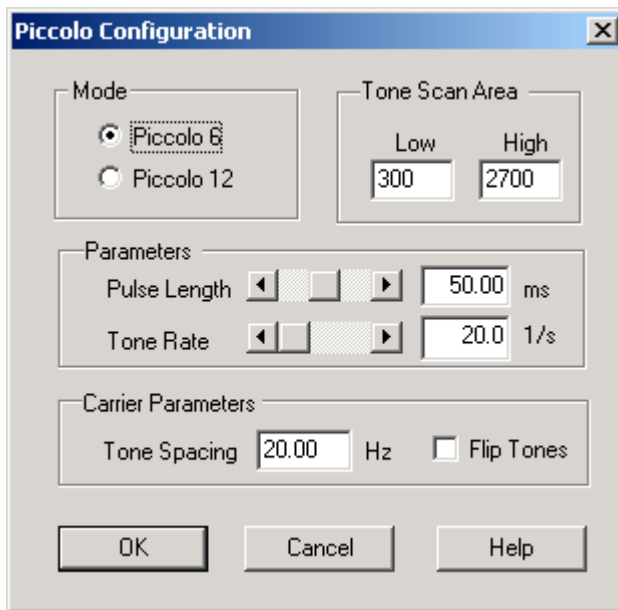 Piccolo Configuration
Mode
Piccolo 6
Piccolo 12
Tone Scan Area
Low High
300 2700
Parameters
Pulse Length 50.00 ms
Tone Rate 20.0 1/s
Carrier Parameters
Tone Spacing 20.00 Hz Flip Tones
OK Cancel Help